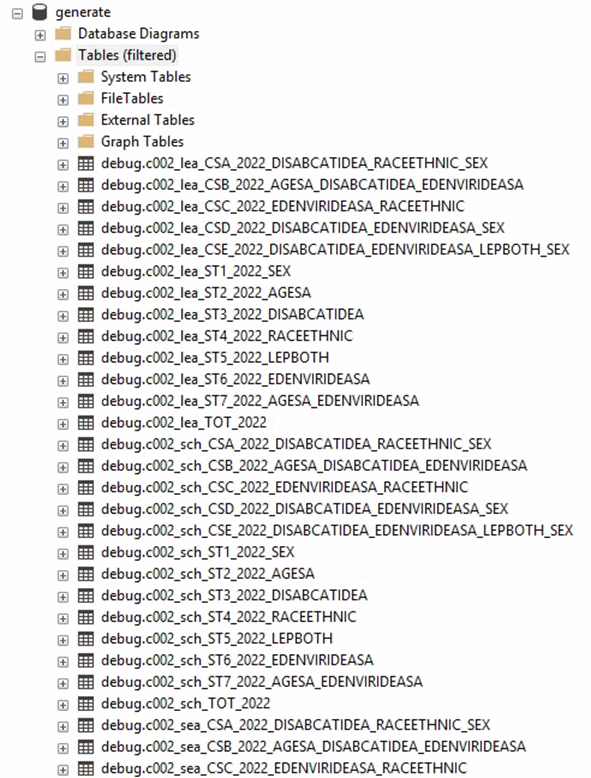 generate
Database Diagrams
Tables (filtered)
System Tables
FileTables
External Tables
Graph Tables
debug.c002_lea_CSA_2022_DISABCATIDEA_RACEETHNIC_SEX
debug.c002_lea_CSB_2022_AGESA_DISABCATIDEA_EDENVIRIDEASA
debug.c002_lea_CSC_2022_EDENVIRIDEASA_RACEETHNIC
debug.c002_lea_CSD_2022_DISABCATIDEA_EDENVIRIDEASA_SEX
debug.c002_lea_CSE_2022_DISABCATIDEA_EDENVIRIDEASA_LEPBOTH_SEX
debug.c002_lea_ST1_2022_SEX
debug.c002_lea_ST2_2022_AGESA
debug.c002_lea_ST3_2022_DISABCATIDEA
debug.c002_lea_ST4_2022_RACEETHNIC
debug.c002_lea_ST5_2022_LEPBOTH
debug.c002_lea_ST6_2022_EDENVIRIDEASA
debug.c002_lea_ST7_2022_AGESA_EDENVIRIDEASA
debug.c002_lea_TOT_2022
debug.c002_sch_CSA_2022_DISABCATIDEA_RACEETHNIC_SEX
debug.c002_sch_CSB_2022_AGESA_DISABCATIDEA_EDENVIRIDEASA
debug.c002_sch_CSC_2022_EDENVIRIDEASA_RACEETHNIC
debug.c002_sch_CSD_2022_DISABCATIDEA_EDENVIRIDEASA_SEX
debug.c002_sch_CSE_2022_DISABCATIDEA_EDENVIRIDEASA_LEPBOTH_SEX
debug.c002_sch_ST1_2022_SEX
debug.c002_sch_ST2_2022_AGESA
debug.c002_sch_ST3_2022_DISABCATIDEA
debug.c002_sch_ST4_2022_RACEETHNIC
debug.c002_sch_ST5_2022_LEPBOTH
debug.c002_sch_ST6_2022_EDENVIRIDEASA
debug.c002_sch_ST7_2022_AGESA_EDENVIRIDEASA
debug.c002_sch_TOT_2022
debug.c002_sea_CSA_2022_DISABCATIDEA_RACEETHNIC_SEX
debug.c002_sea_CSB_2022_AGESA_DISABCATIDEA_EDENVIRIDEASA
debug.c002_sea_CSC_2022_EDENVIRIDEASA_RACEETHNIC